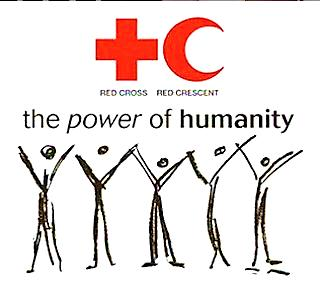 RED CROSS RED CRESCENT
the power of humanity